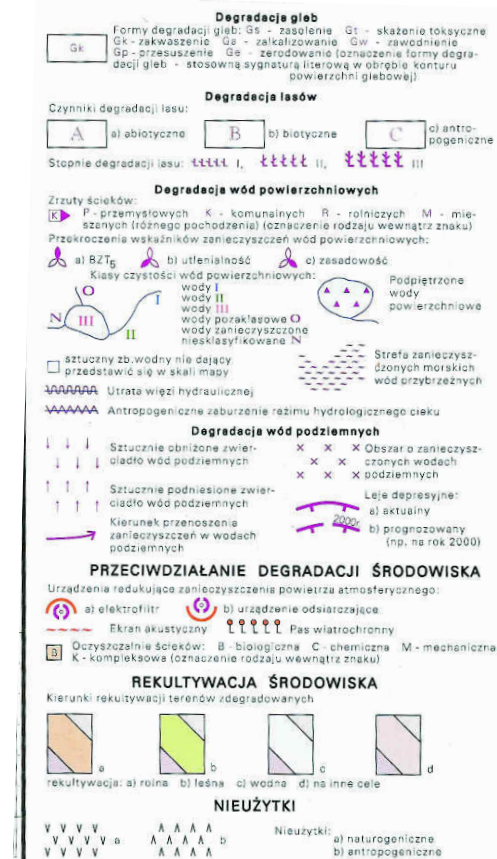 Degradacja gleb
Formy degradacji gleb: Gs - zasolenie Gt - skażenie toksyczne
Gk Gk - zakwaszenie Ga - zalkalizowanie Gw - zawodnienie
Gp - przesuszenie Ge - zerodowanie (oznaczenie formy degra-
dacji gleb - stosowną sygnaturą literową w obrębie konturu
powierzchni glebowej)
Degradacja lasów
Czynniki degradacji lasu:
A a) abiotyczne B b) biotyczne C c) antro-
pogeniczne
Stopnie degradacji lasu: I, II, III
Degradacja wód powierzchniowych
Zrzuty ścieków:
K P - przemysłowych K - komunalnych R - rolniczych M - mie-
szanych (różnego pochodzenia) (oznaczenie rodzaju wewnątrz znaku)
Przekroczenia wskaźników zanieczyszczeń wód powierzchniowych:
a) BZT5 b) utlenialność c) zasadowość
Klasy czystości wód powierzchniowych:
O I N III II
wody I
wody II
wody III
wody pozaklasowe O
wody zanieczyszczone
niesklasyfikowane N
Podpiętrzone
wody
powierzchniowe
sztuczny zb.wodny nie dający
przedstawić się w skali mapy
Strefa zanieczysz-
czonych morskich
wód przybrzeżnych
Utrata więzi hydraulicznej
Antropogeniczne zaburzenie reżimu hydrologicznego cieku
Degradacja wód podziemnych
Sztucznie obniżone zwier-
ciadło wód podziemnych
Obszar o zanieczysz-
czonych wodach
podziemnych
Sztucznie podniesione zwier-
ciadło wód podziemnych
Leje depresyjne:
a) aktualny
2000r b) prognozowany
(np. na rok 2000)
Kierunek przenoszenia
zanieczyszczeń w wodach
podziemnych
PRZECIWDZIAŁANIE DEGRADACJI ŚRODOWISKA
Urządzenia redukujące zanieczyszczenia powietrza atmosferycznego:
a) elektrofiltr b) urządzenie odsiarczające
Ekran akustyczny Pas wiatrochronny
B Oczyszczalnie ścieków: B - biologiczna C - chemiczna M - mechaniczna
K - kompleksowa (oznaczenie rodzaju wewnątrz znaku)
REKULTYWACJA ŚRODOWISKA
Kierunki rekultywacji terenów zdegradowanych
a b c d
rekultywacja: a) rolna b) leśna c) wodna d) na inne cele
NIEUŻYTKI
a b Nieużytki:
a) naturogeniczne
b) antropogeniczne